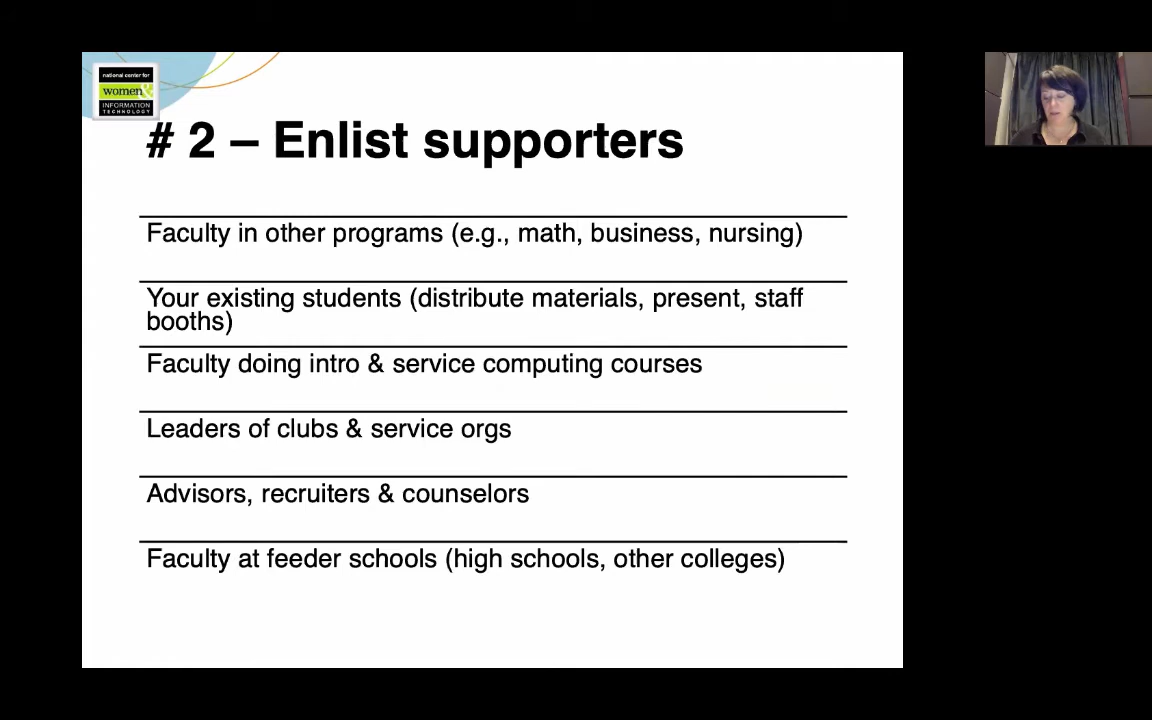 national center for
women&
INFORMATION
TECHNOLOGY
# 2 – Enlist supporters
Faculty in other programs (e.g., math, business, nursing)
Your existing students (distribute materials, present, staff
booths)
Faculty doing intro & service computing courses
Leaders of clubs & service orgs
Advisors, recruiters & counselors
Faculty at feeder schools (high schools, other colleges)